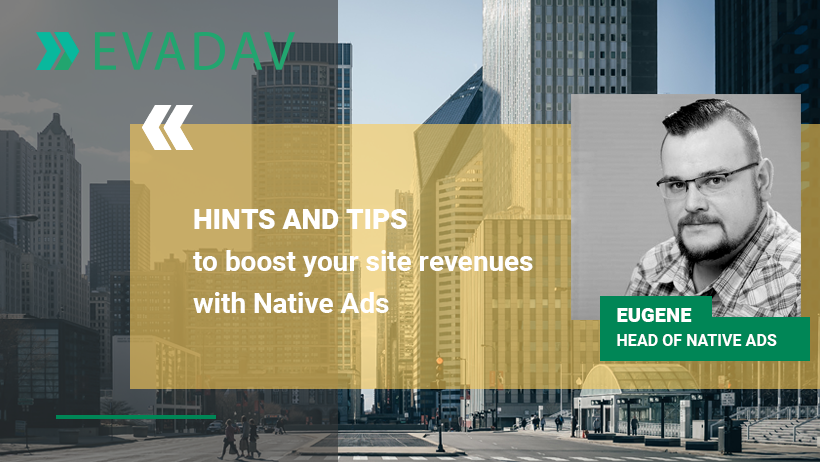 EVADAV
HINTS AND TIPS
to boost your site revenues
with Native Ads
EUGENE
HEAD OF NATIVE ADS